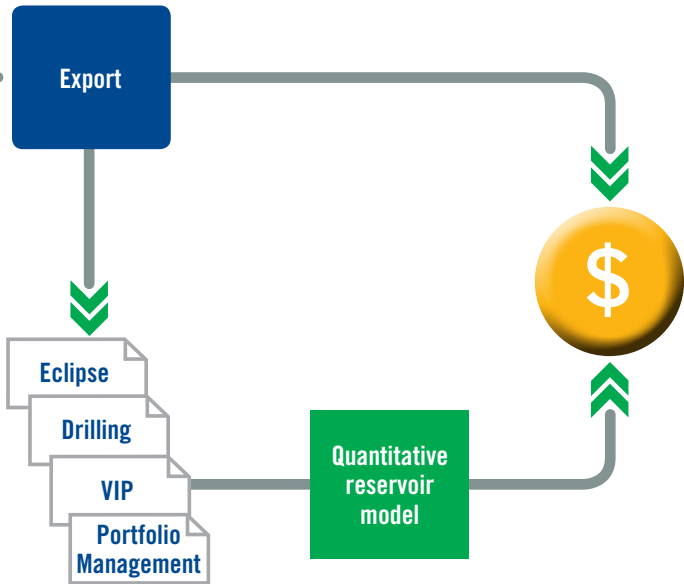 Export
$
Eclipse
Drilling
VIP
Portfolio
Management
Quantitative
reservoir
model